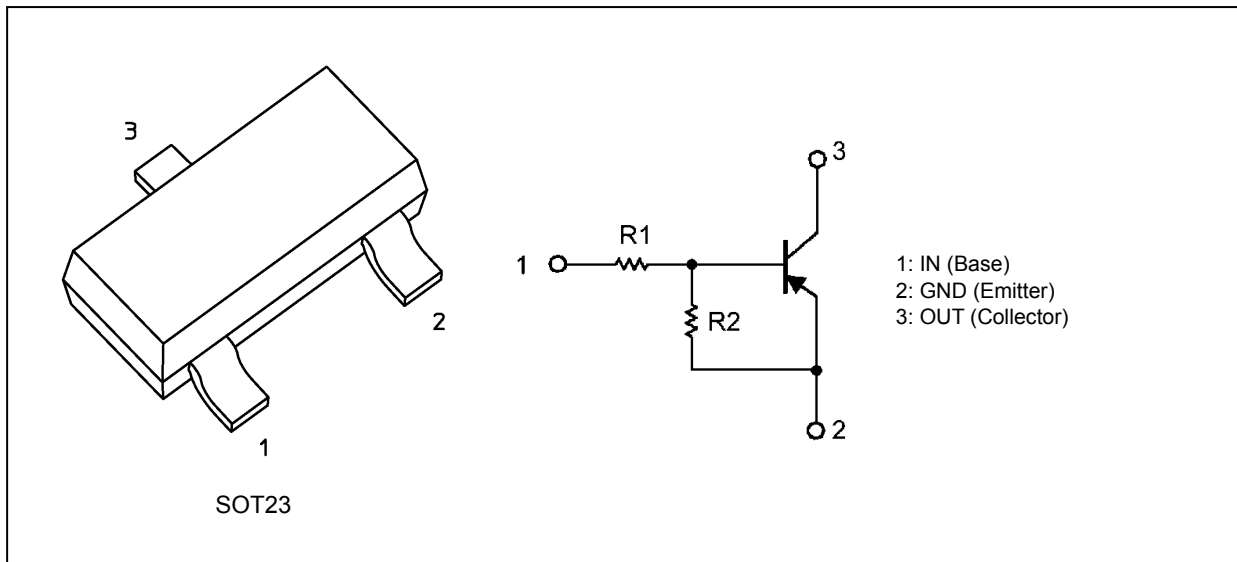 3
2
1
SOT23
3
R1
1
R2
2
1: IN (Base)
2: GND (Emitter)
3: OUT (Collector)